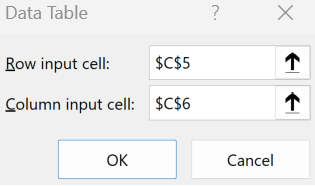 Data Table ?
Row input cell: $C$5
Column input cell: $C$6
OK Cancel